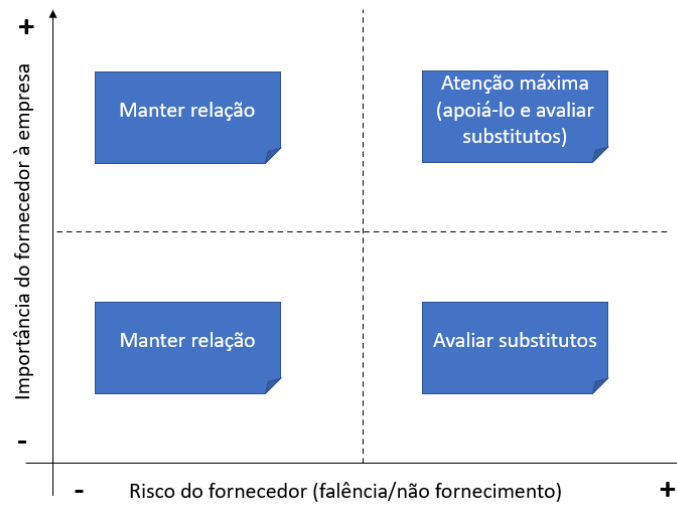 +
Importância do fornecedor à empresa
-
Manter relação
Atenção máxima
(apoiá-lo e avaliar
substitutos)
Manter relação
Avaliar substitutos
-
Risco do fornecedor (falência/não fornecimento)
+